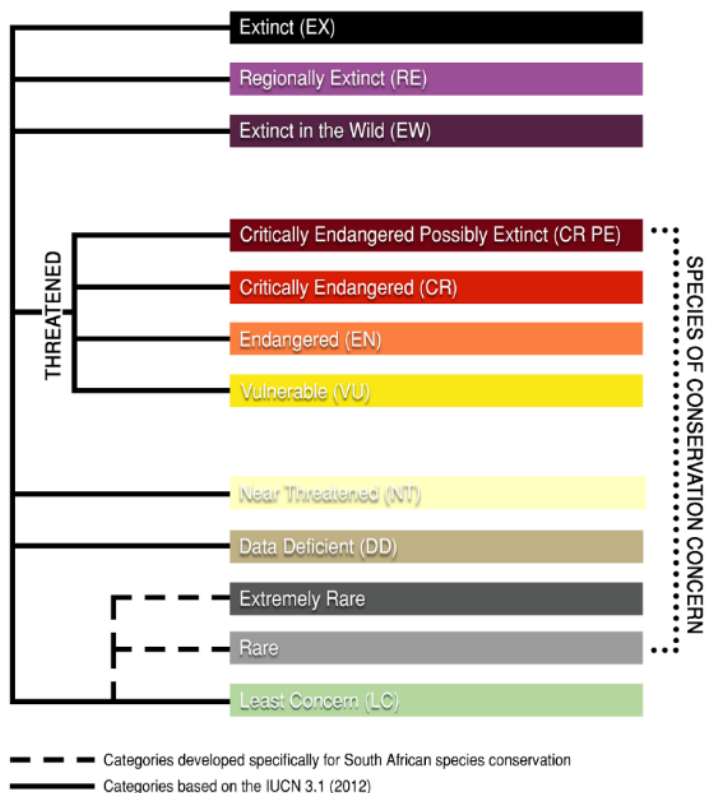 Extinct (EX)
Regionally Extinct (RE)
Extinct in the Wild (EW)
THREATENED
Critically Endangered Possibly Extinct (CR PE)
Critically Endangered (CR)
Endangered (EN)
Vulnerable (VU)
SPECIES OF CONSERVATION CONCERN
Near Threatened (NT)
Data Deficient (DD)
Extremely Rare
Rare
Least Concern (LC)
Categories developed specifically for South African species conservation
Categories based on the IUCN 3.1 (2012)